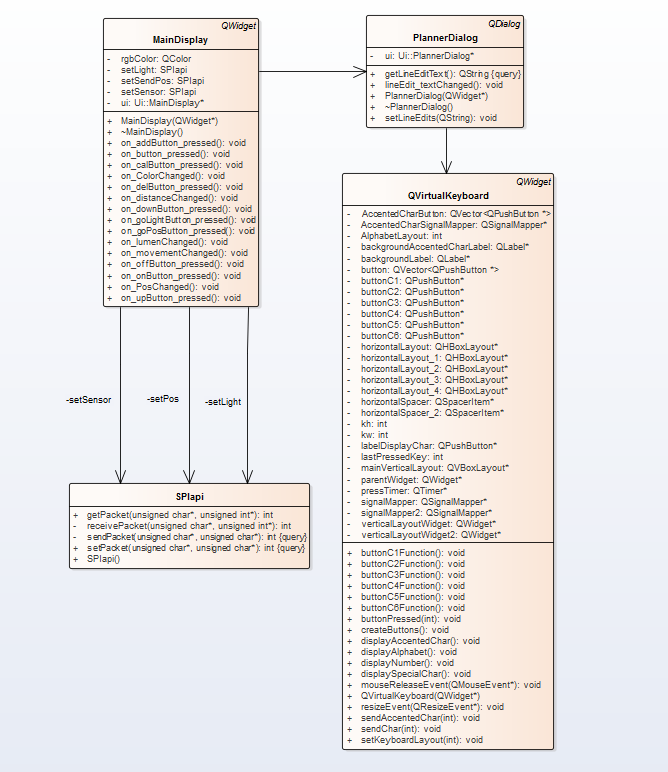 QWidget
MainDisplay
- rgbColor: QColor
- setLight: SPIapi
- setSendPos: SPIapi
- setSensor: SPIapi
- ui: Ui::MainDisplay*
+ MainDisplay(QWidget*)
+ ~MainDisplay()
+ on_addButton_pressed(): void
+ on_button_pressed(): void
+ on_calButton_pressed(): void
+ on_ColorChanged(): void
+ on_delButton_pressed(): void
+ on_distanceChanged(): void
+ on_downButton_pressed(): void
+ on_goLightButton_pressed(): void
+ on_goPosButton_pressed(): void
+ on_lumenChanged(): void
+ on_movementChanged(): void
+ on_offButton_pressed(): void
+ on_onButton_pressed(): void
+ on_PosChanged(): void
+ on_upButton_pressed(): void
QDialog
PlannerDialog
- ui: Ui::PlannerDialog*
+ getLineEditText(): QString {query}
+ lineEdit_textChanged(): void
+ PlannerDialog(QWidget*)
+ ~PlannerDialog()
+ setLineEdits(QString): void
QWidget
QVirtualKeyboard
- AccentedCharButton: QVector<QPushButton *>
- AccentedCharSignalMapper: QSignalMapper*
- AlphabetLayout: int
- backgroundAccentedCharLabel: QLabel*
- backgroundLabel: QLabel*
- button: QVector<QPushButton *>
- buttonC1: QPushButton*
- buttonC2: QPushButton*
- buttonC3: QPushButton*
- buttonC4: QPushButton*
- buttonC5: QPushButton*
- buttonC6: QPushButton*
- horizontalLayout: QHBoxLayout*
- horizontalLayout_1: QHBoxLayout*
- horizontalLayout_2: QHBoxLayout*
- horizontalLayout_3: QHBoxLayout*
- horizontalLayout_4: QHBoxLayout*
- horizontalSpacer: QSpacerItem*
- horizontalSpacer_2: QSpacerItem*
- kh: int
- kw: int
- labelDisplayChar: QPushButton*
- lastPressedKey: int
- mainVerticalLayout: QVBoxLayout*
- parentWidget: QWidget*
- pressTimer: QTimer*
- signalMapper: QSignalMapper*
- signalMapper2: QSignalMapper*
- verticalLayoutWidget: QWidget*
- verticalLayoutWidget2: QWidget*
+ buttonC1Function(): void
+ buttonC2Function(): void
+ buttonC3Function(): void
+ buttonC4Function(): void
+ buttonC5Function(): void
+ buttonC6Function(): void
+ buttonPressed(int): void
+ createButtons(): void
+ displayAccentedChar(): void
+ displayAlphabet(): void
+ displayNumber(): void
+ displaySpecialChar(): void
+ mouseReleaseEvent(QMouseEvent*): void
+ QVirtualKeyboard(QWidget*)
+ resizeEvent(QResizeEvent*): void
+ sendAccentedChar(int): void
+ sendChar(int): void
+ setKeyboardLayout(int): void
-setSensor
-setPos
-setLight
SPIapi
+ getPacket(unsigned char*, unsigned int*): int
- receivePacket(unsigned char*, unsigned int*): int
- sendPacket(unsigned char*, unsigned char*): int {query}
+ setPacket(unsigned char*, unsigned char*): int {query}
+ SPIapi()